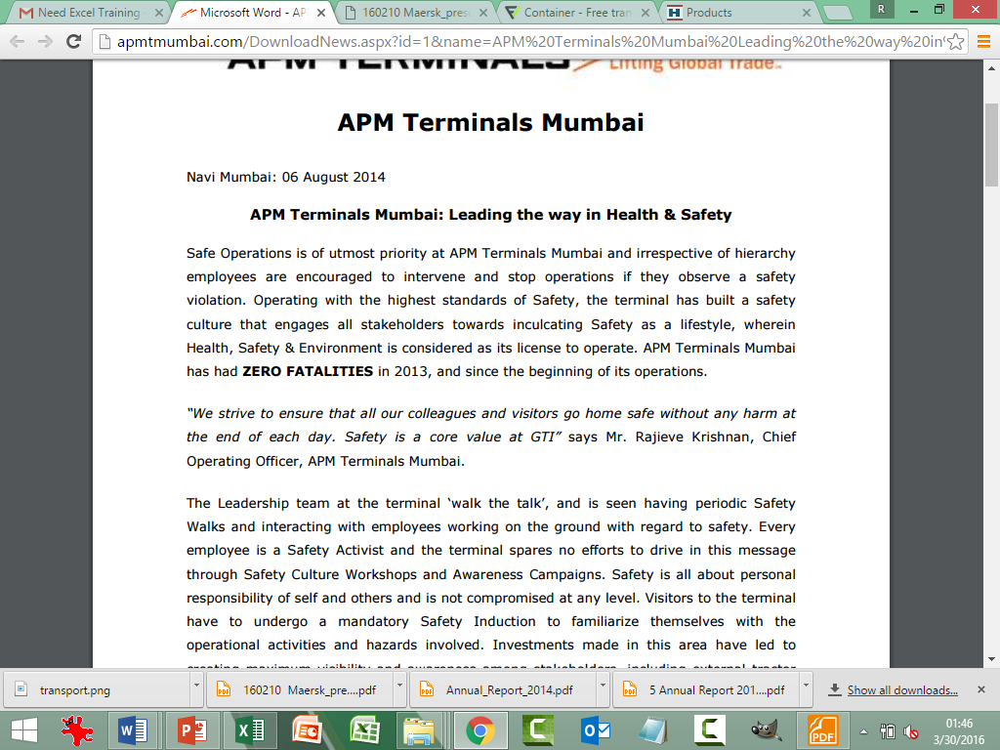 Need Excel Training
Microsoft Word - AP
160210 Maersk_pres
Container - Free tran
Products
R
apmtmumbai.com/DownloadNews.aspx?id=1&name=APM%20Terminals%20Mumbai%20Leading%20the%20way%20in
APM TERMINALS
Lifting Global Trade.
APM Terminals Mumbai
Navi Mumbai: 06 August 2014
APM Terminals Mumbai: Leading the way in Health & Safety
Safe Operations is of utmost priority at APM Terminals Mumbai and irrespective of hierarchy
employees are encouraged to intervene and stop operations if they observe a safety
violation. Operating with the highest standards of Safety, the terminal has built a safety
culture that engages all stakeholders towards inculcating Safety as a lifestyle, wherein
Health, Safety & Environment is considered as its license to operate. APM Terminals Mumbai
has had ZERO FATALITIES in 2013, and since the beginning of its operations.
“We strive to ensure that all our colleagues and visitors go home safe without any harm at
the end of each day. Safety is a core value at GTI” says Mr. Rajieve Krishnan, Chief
Operating Officer, APM Terminals Mumbai.
The Leadership team at the terminal ‘walk the talk’, and is seen having periodic Safety
Walks and interacting with employees working on the ground with regard to safety. Every
employee is a Safety Activist and the terminal spares no efforts to drive in this message
through Safety Culture Workshops and Awareness Campaigns. Safety is all about personal
responsibility of self and others and is not compromised at any level. Visitors to the terminal
have to undergo a mandatory Safety Induction to familiarize themselves with the
operational activities and hazards involved. Investments made in this area have led to
creating maximum visibility and awareness among stakeholders, including external tractor
transport.png
160210 Maersk_pre....pdf
Annual_Report_2014.pdf
5 Annual Report 201....pdf
Show all downloads...
01:46
3/30/2016